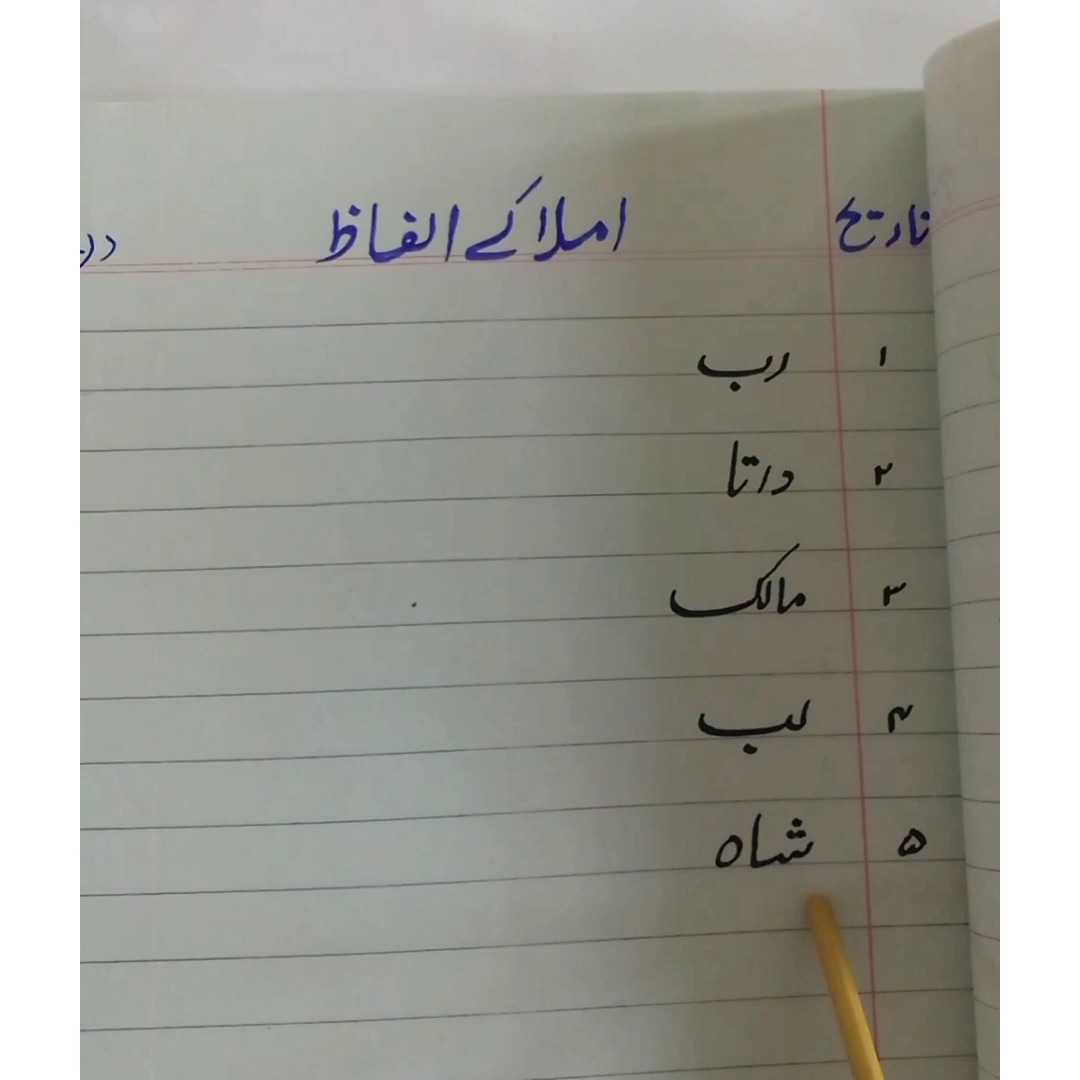 تاریخ املا کے الفاظ
۱ رب
۲ داتا
۳ مالک
۴ لب
۵ شاہ